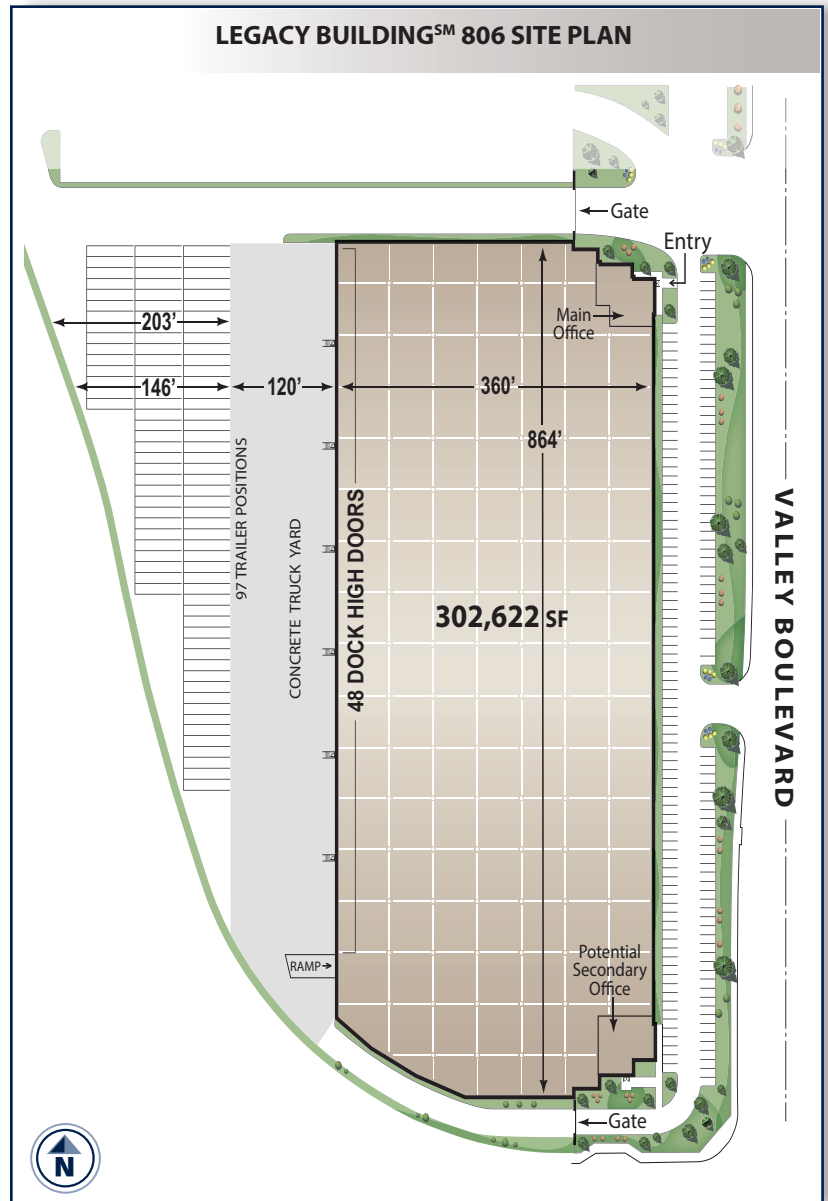 LEGACY BUILDING℠ 806 SITE PLAN
Gate
Entry
Main
Office
203'
146'
120'
360'
864'
97 TRAILER POSITIONS
CONCRETE TRUCK YARD
48 DOCK HIGH DOORS
302,622 SF
VALLEY BOULEVARD
Potential
Secondary
Office
RAMP
Gate
N